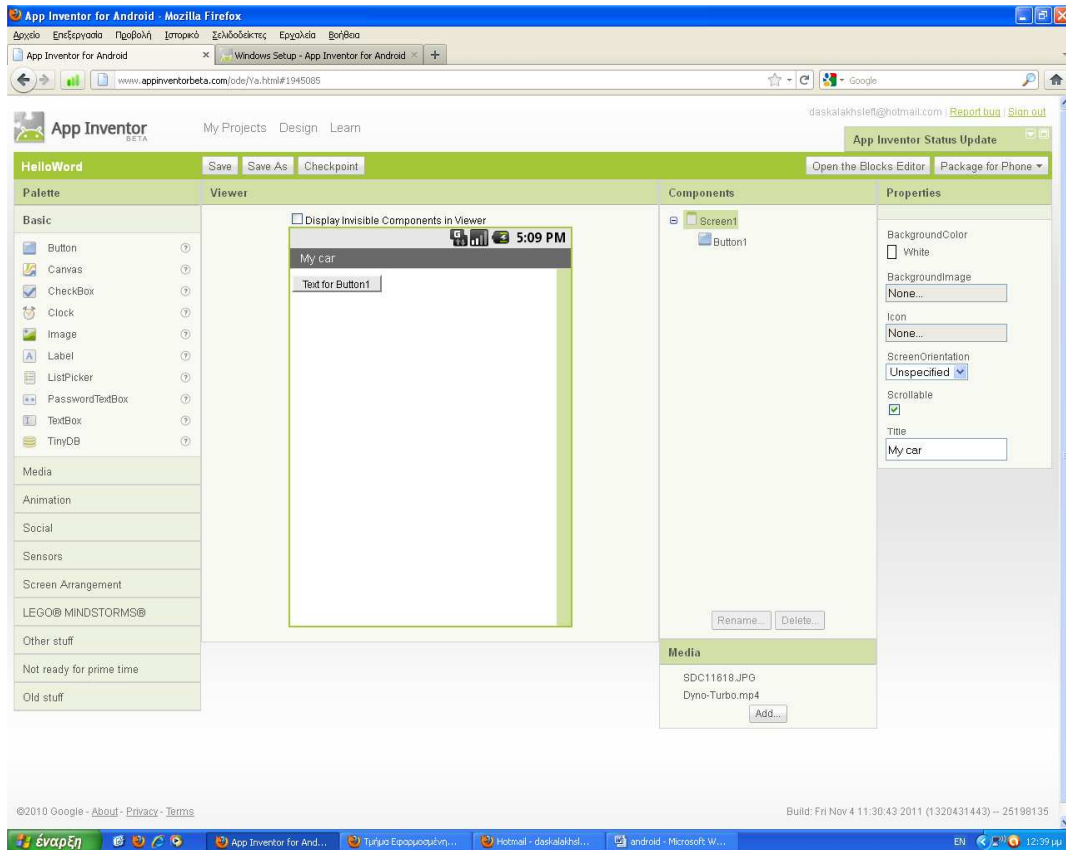 App Inventor for Android - Mozilla Firefox
Αρχείο Επεξεργασία Προβολή Ιστορικό Σελιδοδείκτες Εργαλεία Βοήθεια
App Inventor for Android × Windows Setup - App Inventor for Android × +
www.appinventorbeta.com/ode/Ya.html#1945085 Google
daskalakhsleft@hotmail.com | Report bug | Sign out
App Inventor BETA My Projects Design Learn
App Inventor Status Update
HelloWord Save Save As Checkpoint Open the Blocks Editor Package for Phone
Palette Viewer Components Properties
Basic
Button
Canvas
CheckBox
Clock
Image
Label
ListPicker
PasswordTextBox
TextBox
TinyDB
Media
Animation
Social
Sensors
Screen Arrangement
LEGO® MINDSTORMS®
Other stuff
Not ready for prime time
Old stuff
Display Invisible Components in Viewer
5:09 PM
My car
Text for Button1
Screen1
Button1
Rename... Delete...
Media
SDC11618.JPG
Dyno-Turbo.mp4
Add...
BackgroundColor
White
BackgroundImage
None...
Icon
None...
ScreenOrientation
Unspecified
Scrollable
Title
My car
©2010 Google - About - Privacy - Terms Build: Fri Nov 4 11:30:43 2011 (1320431443) -- 25198135
έναρξη App Inventor for And... Τμήμα Εφαρμοσμένη... Hotmail - daskalakhsl... android - Microsoft W... EN 12:39 μμ